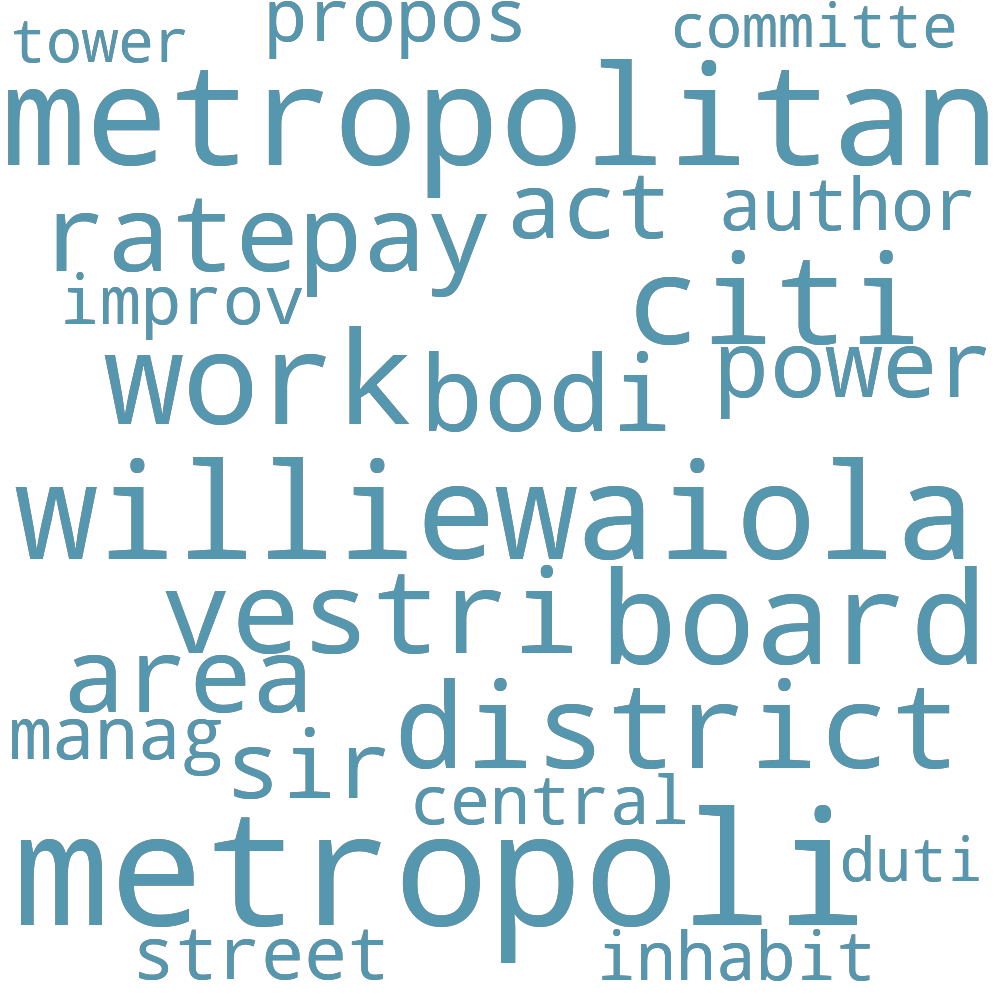 tower propos committe
metropolitan
ratepay act author
improv citi
work bodi power
williewaiola
vestri board
area
manag sir district
central
metropoli duti
street inhabit